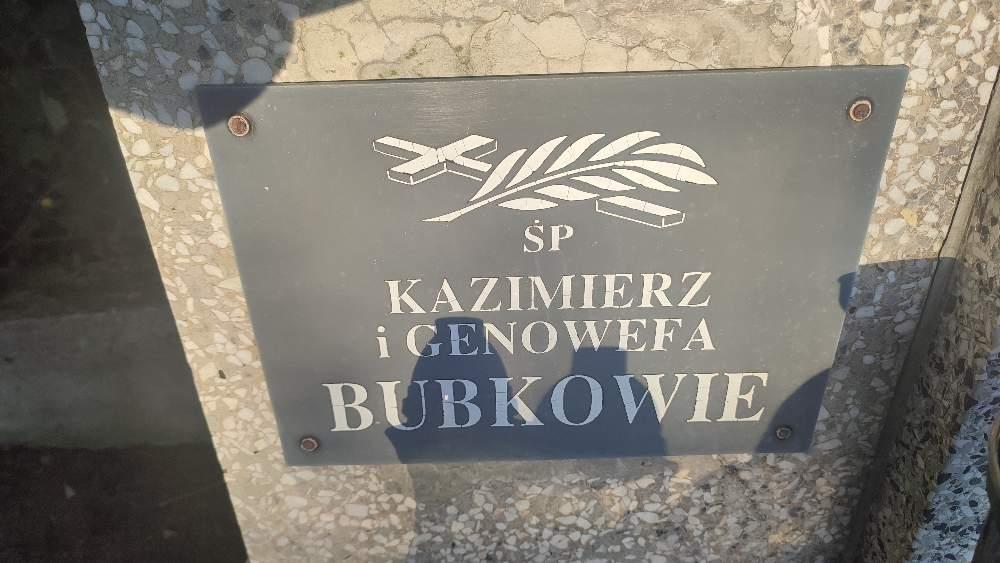 ŚP
KAZIMIERZ
i GENOWEFA
BUBKOWIE